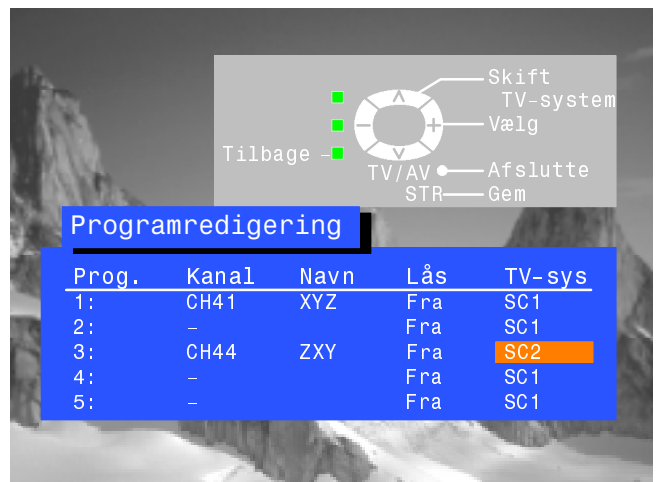 Skift
TV-system
Vælg
Tilbage
TV/AV Afslutte
STR Gem
Programredigering
Prog. Kanal Navn Lås TV-sys
1: CH41 XYZ Fra SC1
2: – Fra SC1
3: CH44 ZXY Fra SC2
4: – Fra SC1
5: – Fra SC1